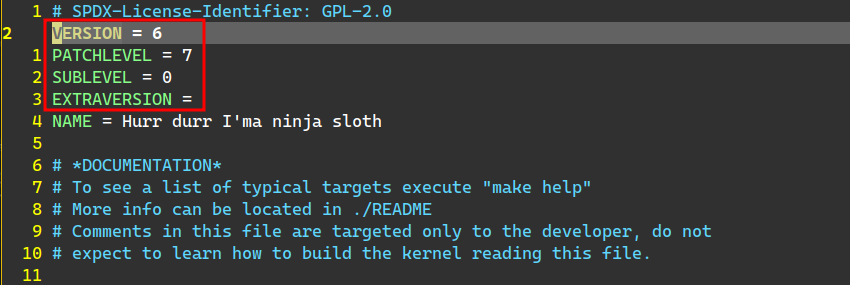 1 # SPDX-License-Identifier: GPL-2.0
2 VERSION = 6
1 PATCHLEVEL = 7
2 SUBLEVEL = 0
3 EXTRAVERSION =
4 NAME = Hurr durr I'ma ninja sloth
5
6 # *DOCUMENTATION*
7 # To see a list of typical targets execute "make help"
8 # More info can be located in ./README
9 # Comments in this file are targeted only to the developer, do not
10 # expect to learn how to build the kernel reading this file.
11